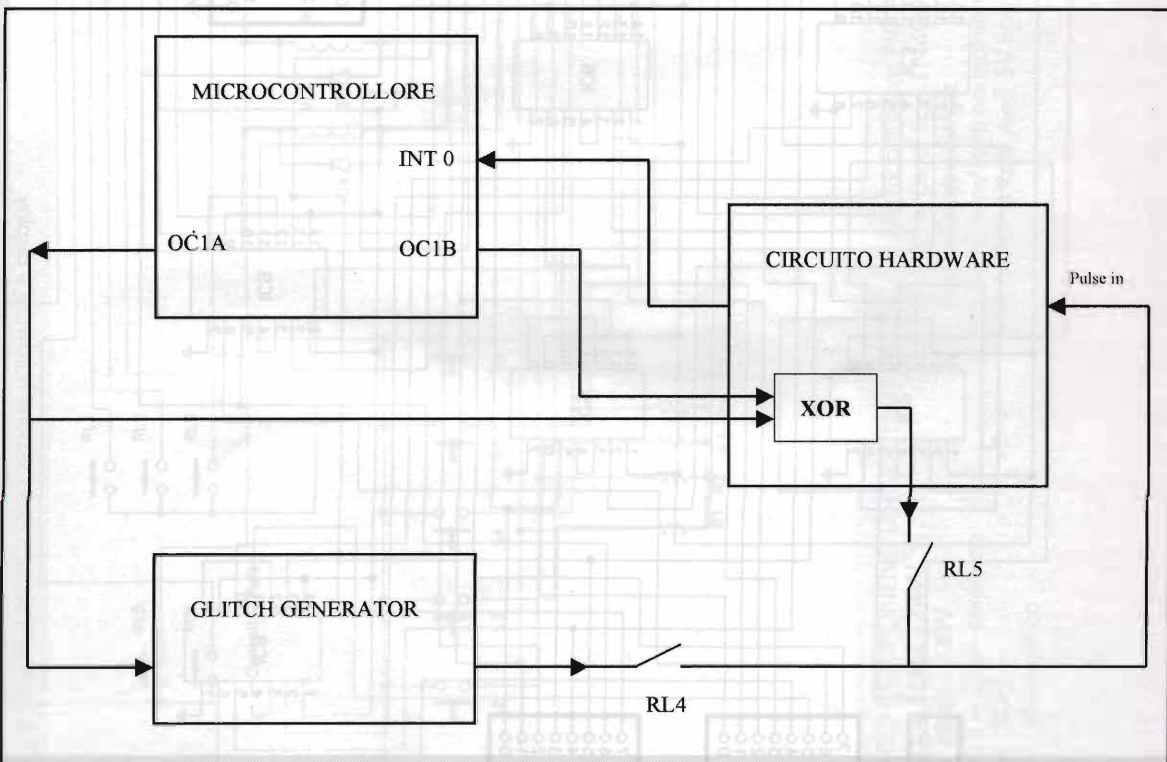 MICROCONTROLLORE
INT 0
OC1A
OC1B
CIRCUITO HARDWARE
Pulse in
XOR
RL5
GLITCH GENERATOR
RL4